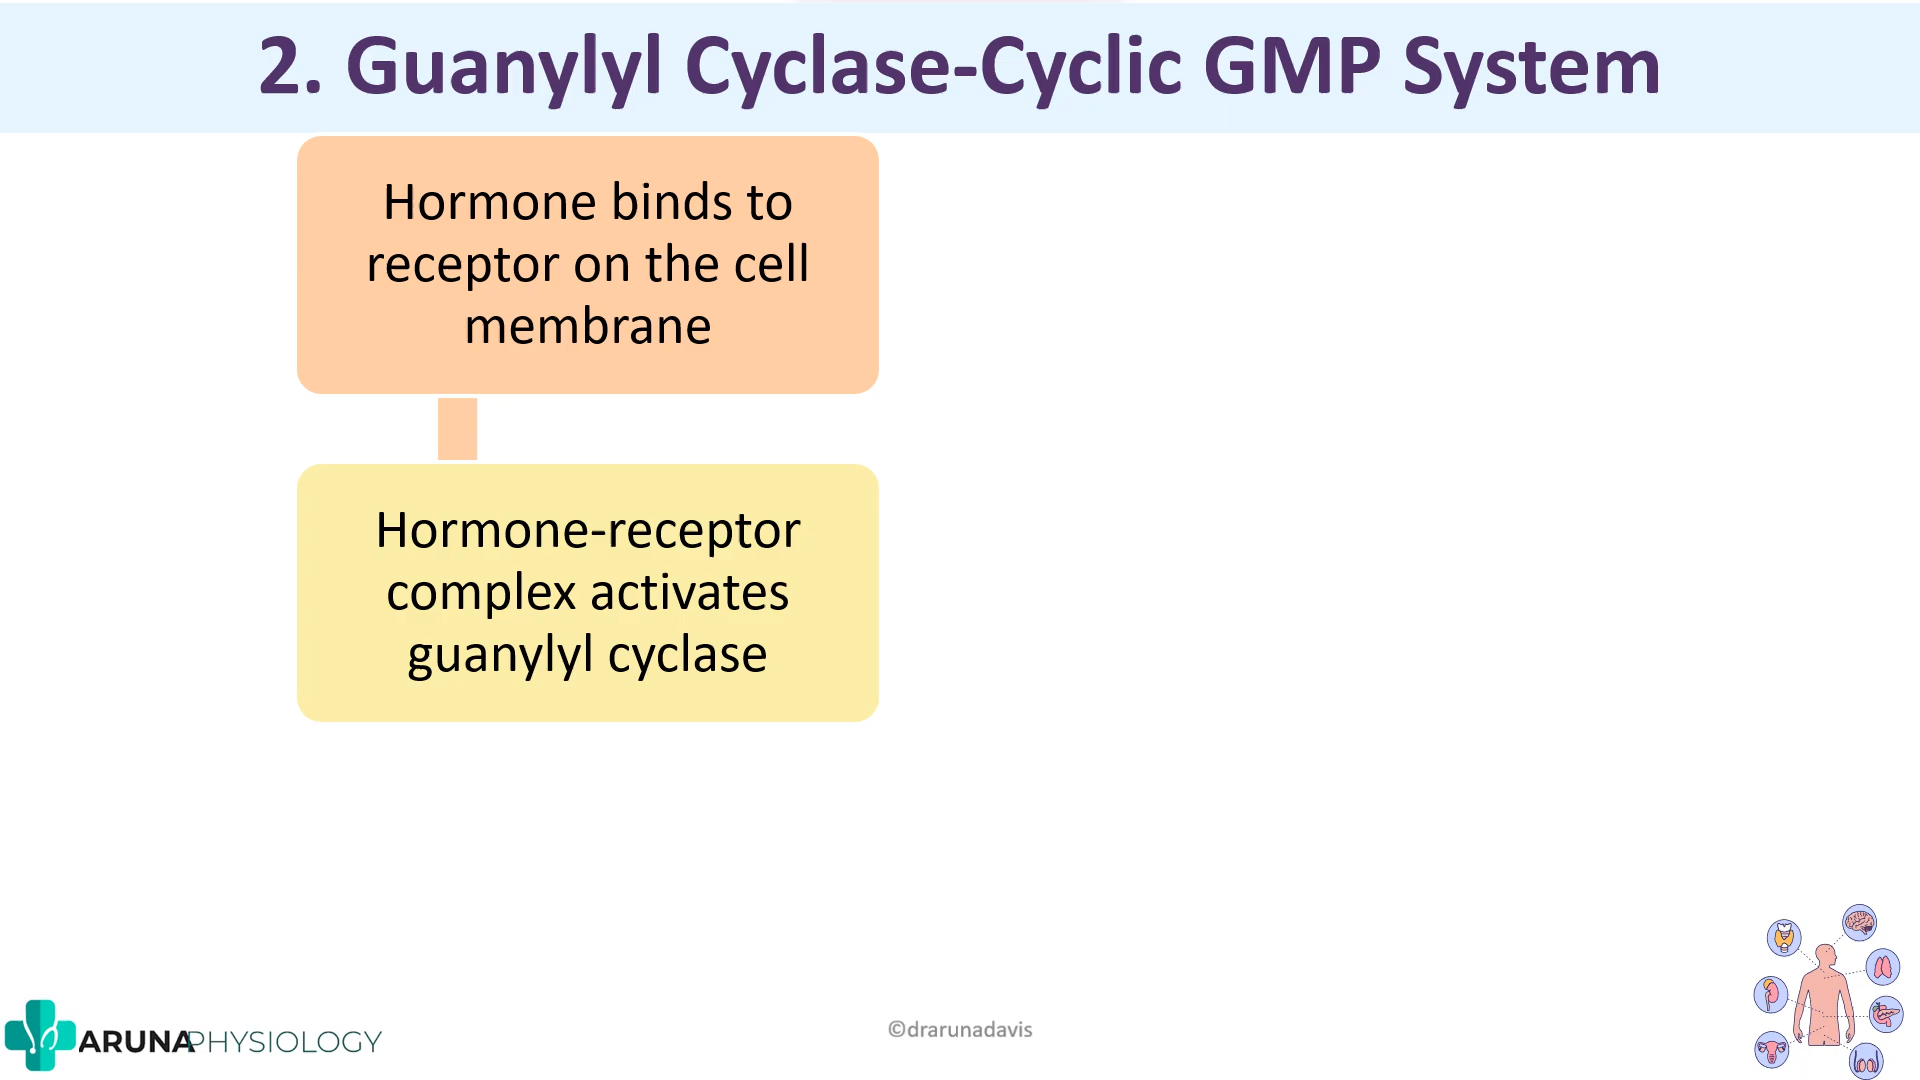 2. Guanylyl Cyclase-Cyclic GMP System
Hormone binds to
receptor on the cell
membrane
Hormone-receptor
complex activates
guanylyl cyclase
ARUNAPHYSIOLOGY
©drarunadavis